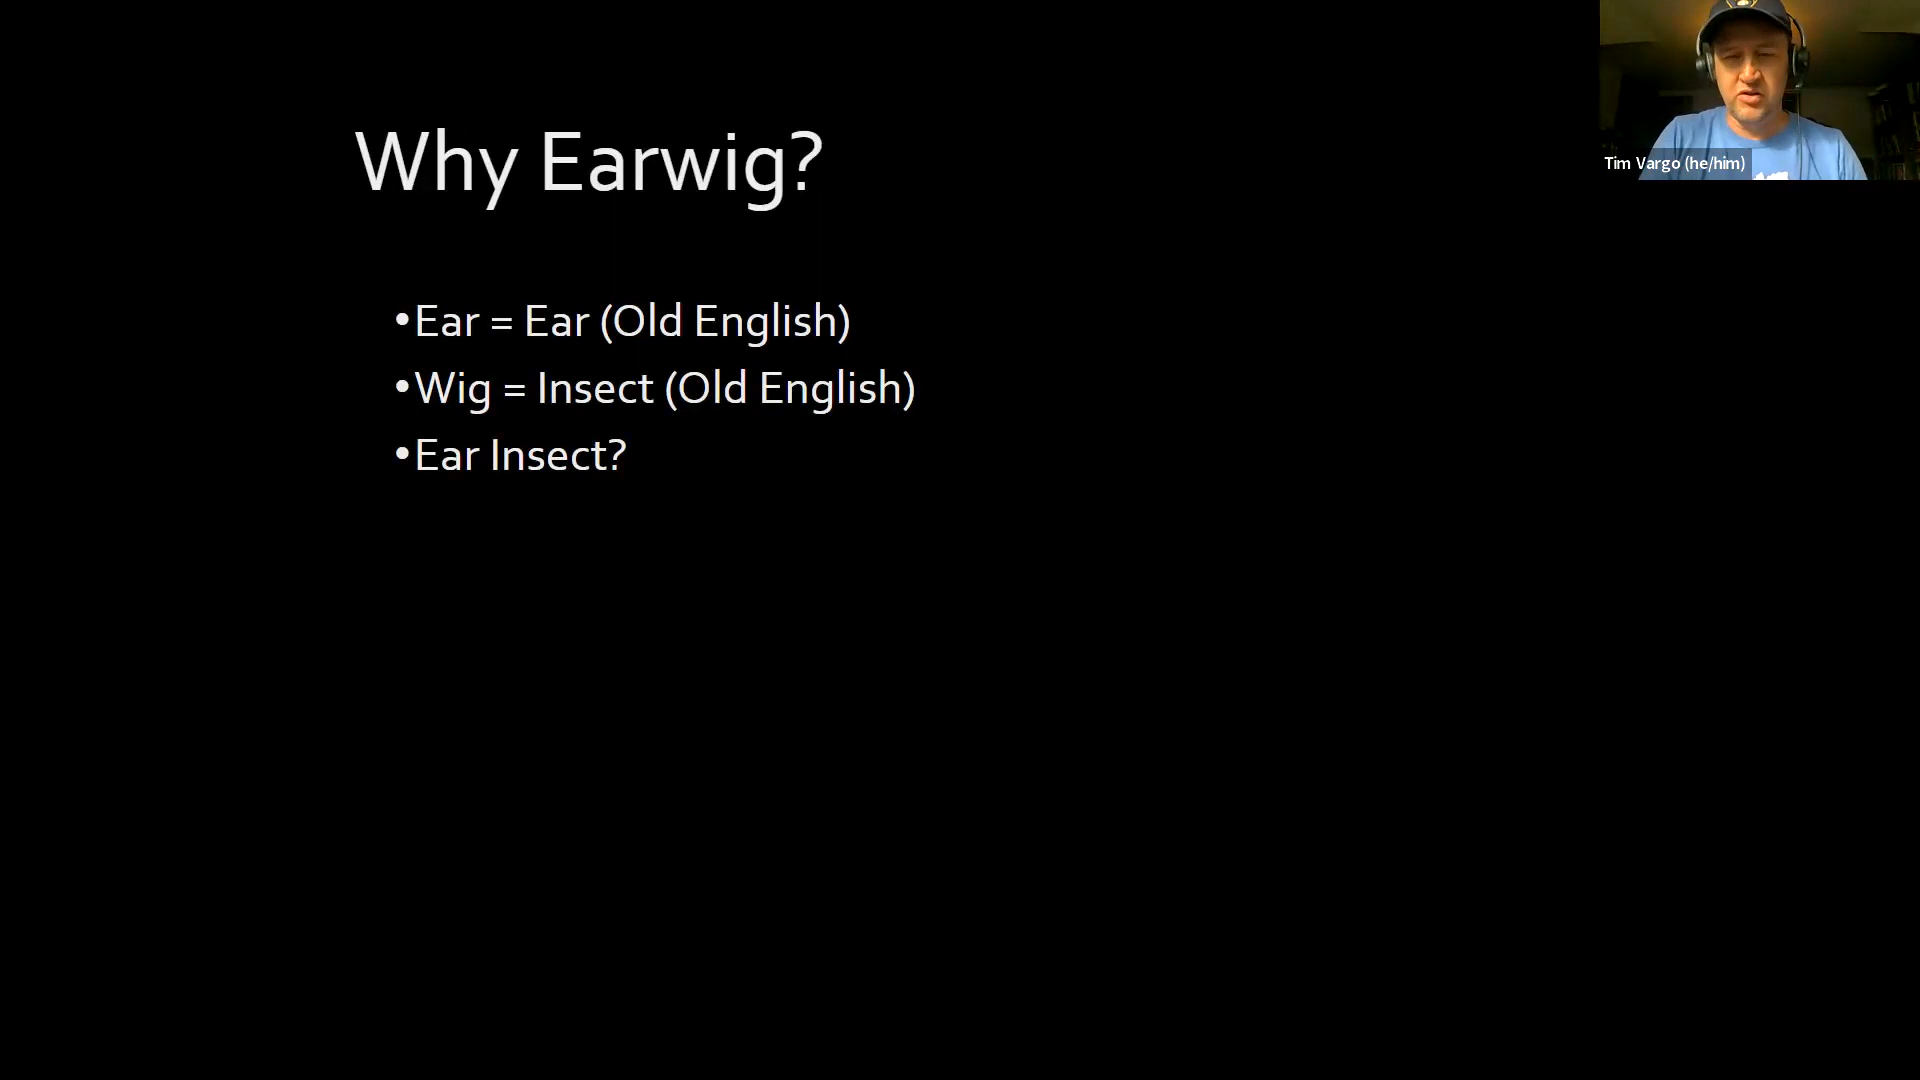 Why Earwig?
•Ear = Ear (Old English)
•Wig = Insect (Old English)
•Ear Insect?
Tim Vargo (he/him)